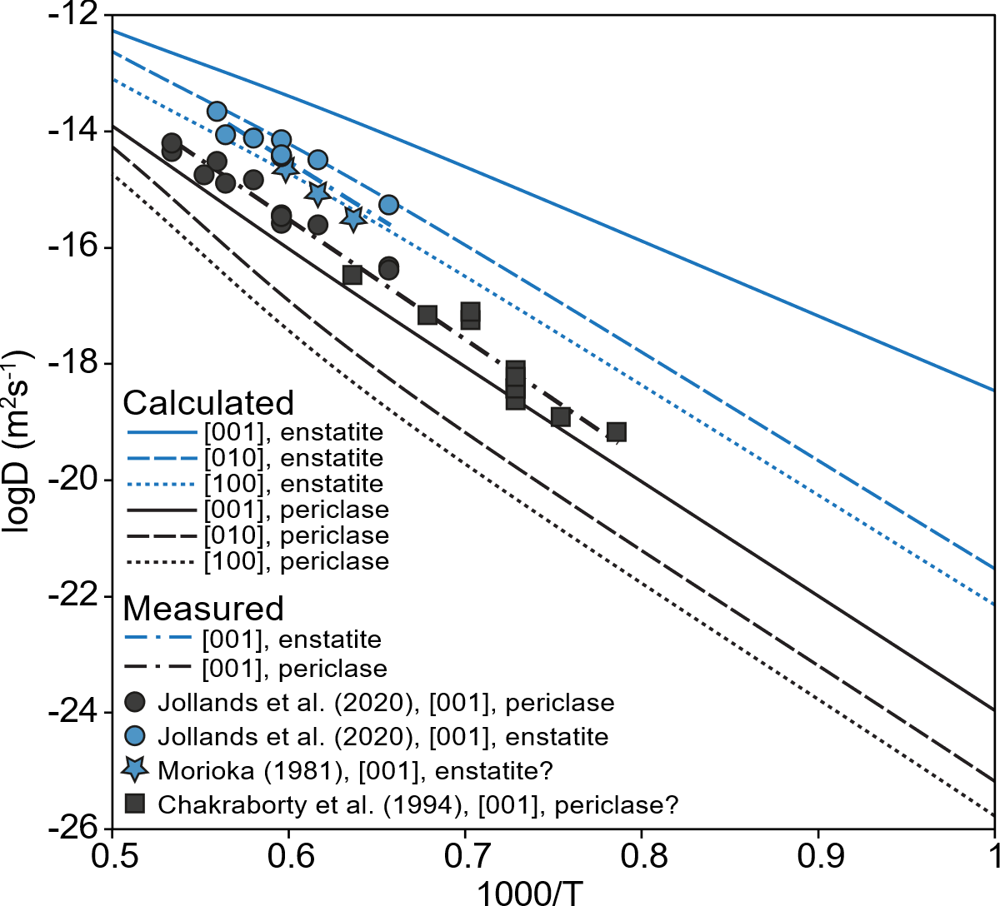 -12
-14
-16
-18
-20
-22
-24
-26
logD (m²s⁻¹)
Calculated
[001], enstatite
[010], enstatite
[100], enstatite
[001], periclase
[010], periclase
[100], periclase
Measured
[001], enstatite
[001], periclase
Jollands et al. (2020), [001], periclase
Jollands et al. (2020), [001], enstatite
Morioka (1981), [001], enstatite?
Chakraborty et al. (1994), [001], periclase?
0.5 0.6 0.7 0.8 0.9 1
1000/T